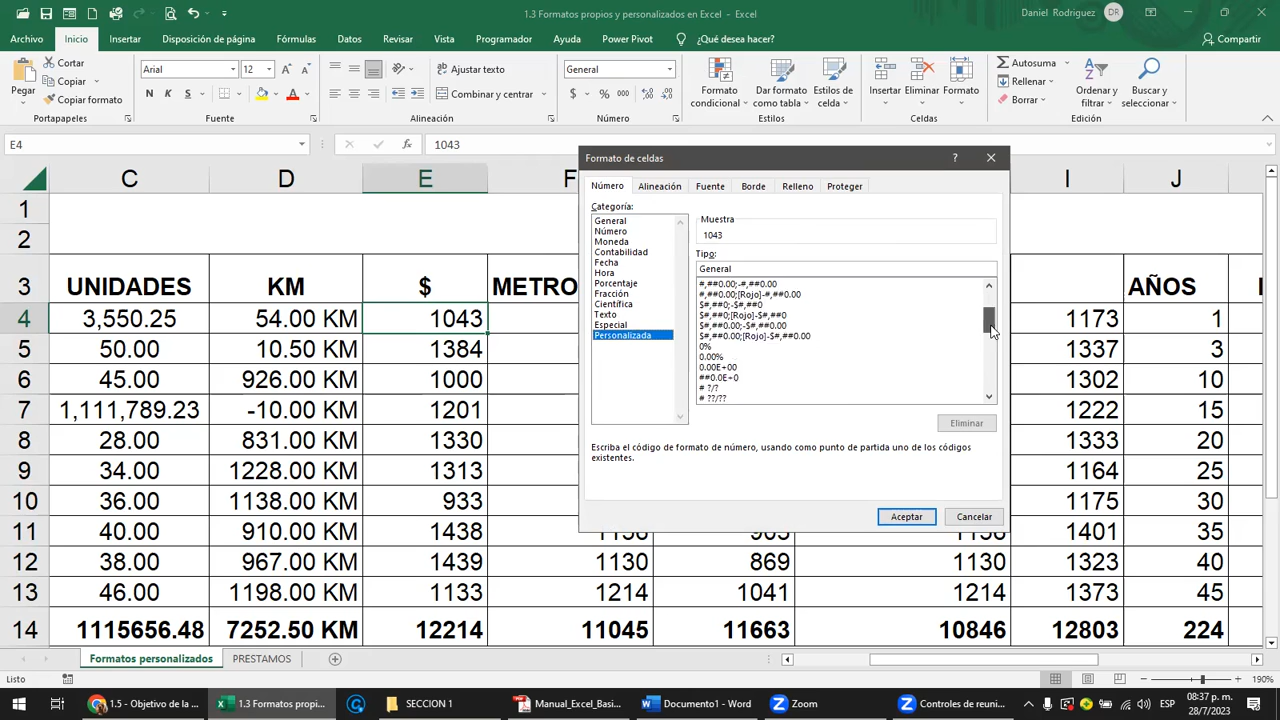 1.3 Formatos propios y personalizados en Excel - Excel
Daniel Rodriguez DR
Archivo Inicio Insertar Disposición de página Fórmulas Datos Revisar Vista Programador Ayuda Power Pivot ¿Qué desea hacer? Compartir
Pegar
Cortar
Copiar
Copiar formato
Portapapeles
Arial 12
N K S
Fuente
Ajustar texto
Combinar y centrar
Alineación
General
$ % 000
Número
Formato condicional
Dar formato como tabla
Estilos de celda
Estilos
Insertar Eliminar Formato
Celdas
Autosuma
Rellenar
Borrar
Ordenar y filtrar
Buscar y seleccionar
Edición
E4 fx 1043
C D E F I J
1
2
3 UNIDADES KM $ METRO AÑOS
4 3,550.25 54.00 KM 1043 1173 1
5 50.00 10.50 KM 1384 1337 3
6 45.00 926.00 KM 1000 1302 10
7 1,111,789.23 -10.00 KM 1201 1222 15
8 28.00 831.00 KM 1330 1333 20
9 34.00 1228.00 KM 1313 1164 25
10 36.00 1138.00 KM 933 1175 30
11 40.00 910.00 KM 1438 1401 35
12 38.00 967.00 KM 1439 1130 869 1130 1323 40
13 46.00 1198.00 KM 1133 1214 1041 1214 1373 45
14 1115656.48 7252.50 KM 12214 11045 11663 10846 12803 224
Formato de celdas ?
Número Alineación Fuente Borde Relleno Proteger
Categoría:
General
Número
Moneda
Contabilidad
Fecha
Hora
Porcentaje
Fracción
Científica
Texto
Especial
Personalizada
Muestra
1043
Tipo:
General
#,##0.00;-#,##0.00
#,##0.00;[Rojo]-#,##0.00
$#,##0;-$#,##0
$#,##0;[Rojo]-$#,##0
$#,##0.00;-$#,##0.00
$#,##0.00;[Rojo]-$#,##0.00
0%
0.00%
0.00E+00
##0.0E+0
# ?/?
# ??/??
Eliminar
Escriba el código de formato de número, usando como punto de partida uno de los códigos
existentes.
Aceptar Cancelar
Formatos personalizados PRESTAMOS
Listo 190%
1.5 - Objetivo de la ... 1.3 Formatos propi... SECCION 1 Manual_Excel_Basi... Documento1 - Word Zoom Controles de reuni... ESP
08:37 p. m.
28/7/2023